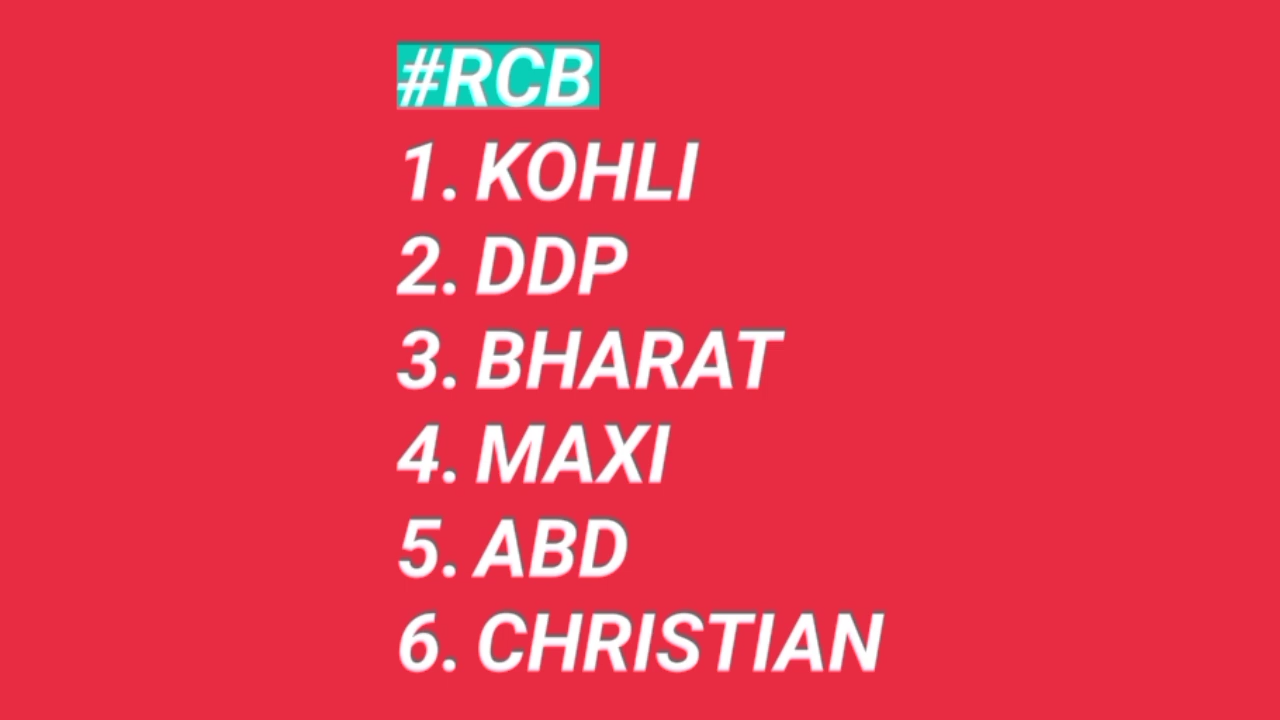 #RCB
1. KOHLI
2. DDP
3. BHARAT
4. MAXI
5. ABD
6. CHRISTIAN